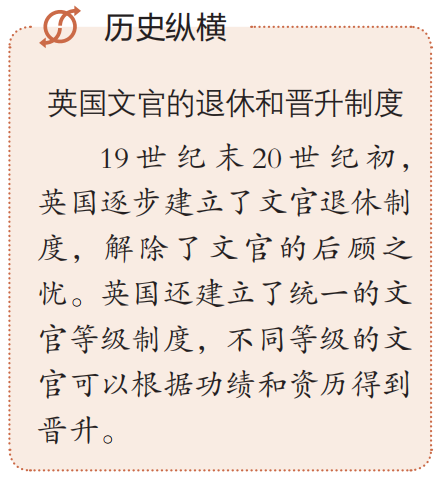 历史纵横
英国文官的退休和晋升制度
19世纪末20世纪初，
英国逐步建立了文官退休制
度，解除了文官的后顾之
忧。英国还建立了统一的文
官等级制度，不同等级的文
官可以根据功绩和资历得到
晋升。